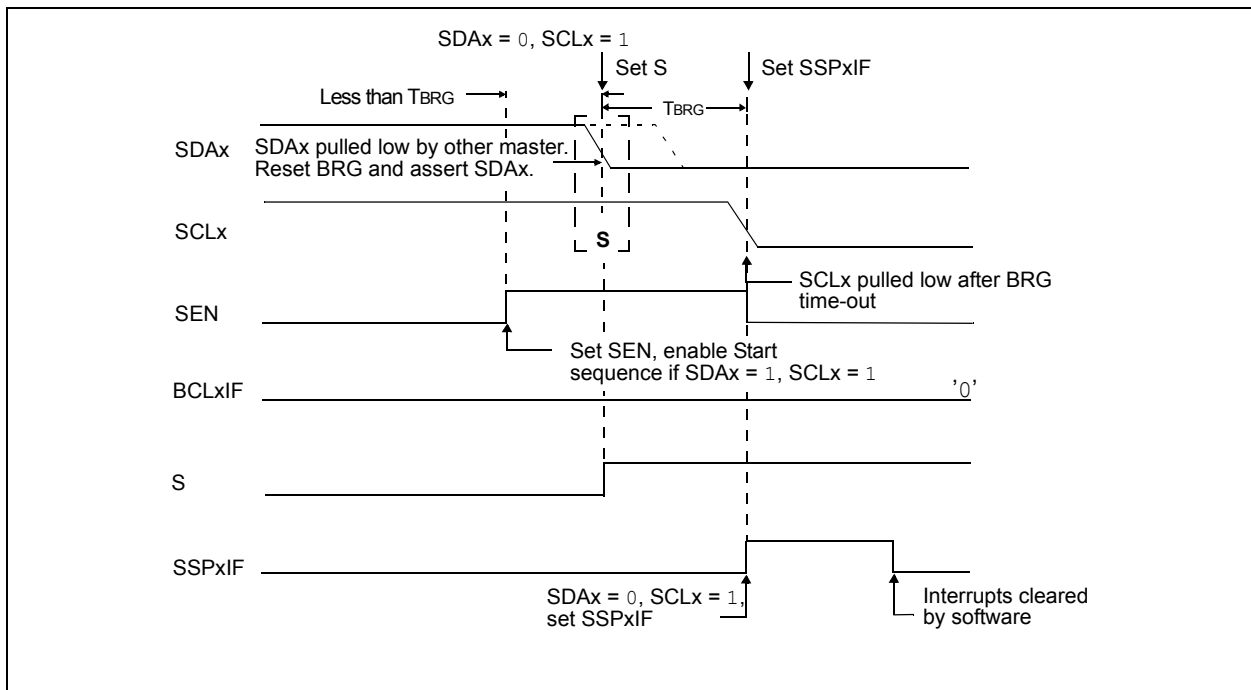 SDAx = 0, SCLx = 1
Set S
Set SSPxIF
Less than TBRG
TBRG
SDAx
SDAx pulled low by other master.
Reset BRG and assert SDAx.
SCLx
S
SCLx pulled low after BRG
time-out
SEN
Set SEN, enable Start
sequence if SDAx = 1, SCLx = 1
BCLxIF
'0'
S
SSPxIF
SDAx = 0, SCLx = 1,
set SSPxIF
Interrupts cleared
by software